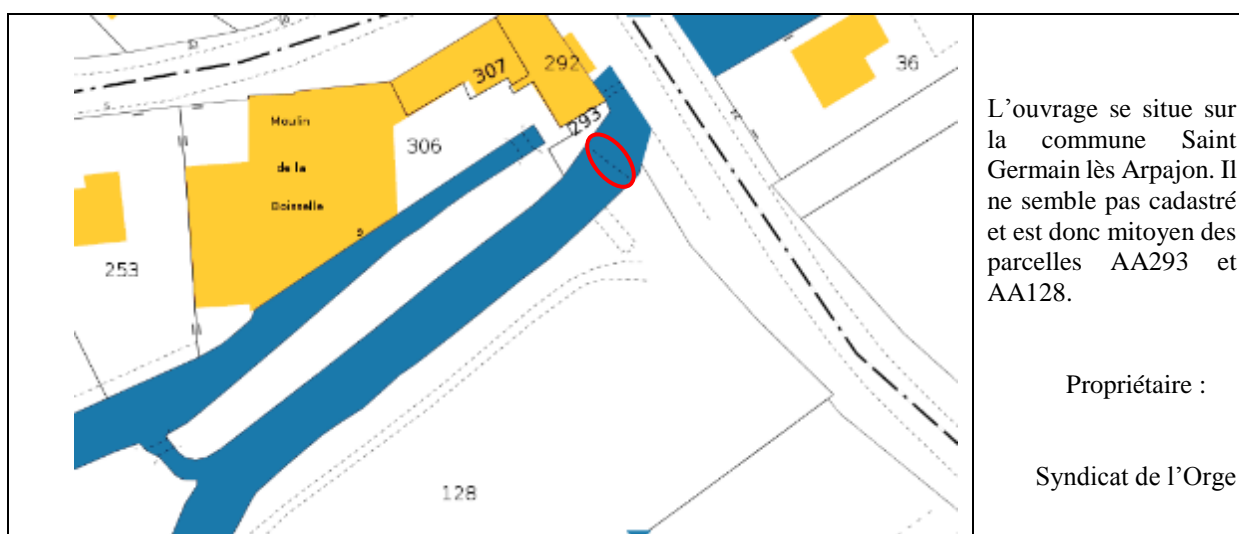 307
292
36
293
Moulin
306
de la
Boisselle
253
128
L’ouvrage se situe sur
la commune Saint
Germain lès Arpajon. Il
ne semble pas cadastré
et est donc mitoyen des
parcelles AA293 et
AA128.
Propriétaire :
Syndicat de l’Orge